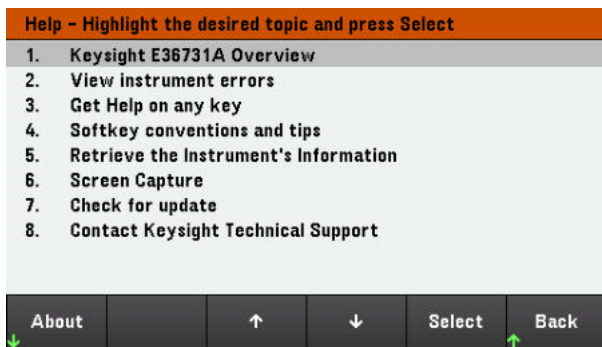 Help - Highlight the desired topic and press Select
1. Keysight E36731A Overview
2. View instrument errors
3. Get Help on any key
4. Softkey conventions and tips
5. Retrieve the Instrument's Information
6. Screen Capture
7. Check for update
8. Contact Keysight Technical Support
About ↑ ↓ Select Back